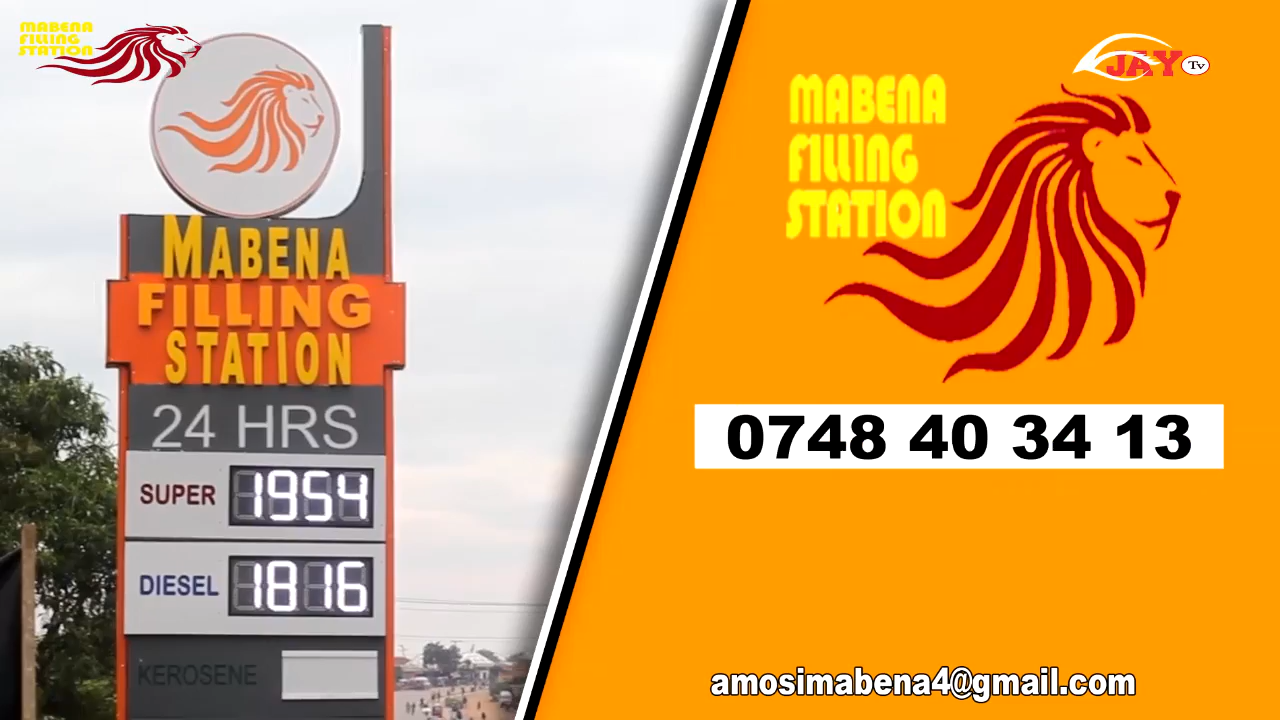 MABENA
FILLING
STATION
MABENA
FILLING
STATION
24 HRS
SUPER 1954
DIESEL 1816
KEROSENE
JAY Tv
MABENA
FILLING
STATION
0748 40 34 13
amosimabena4@gmail.com